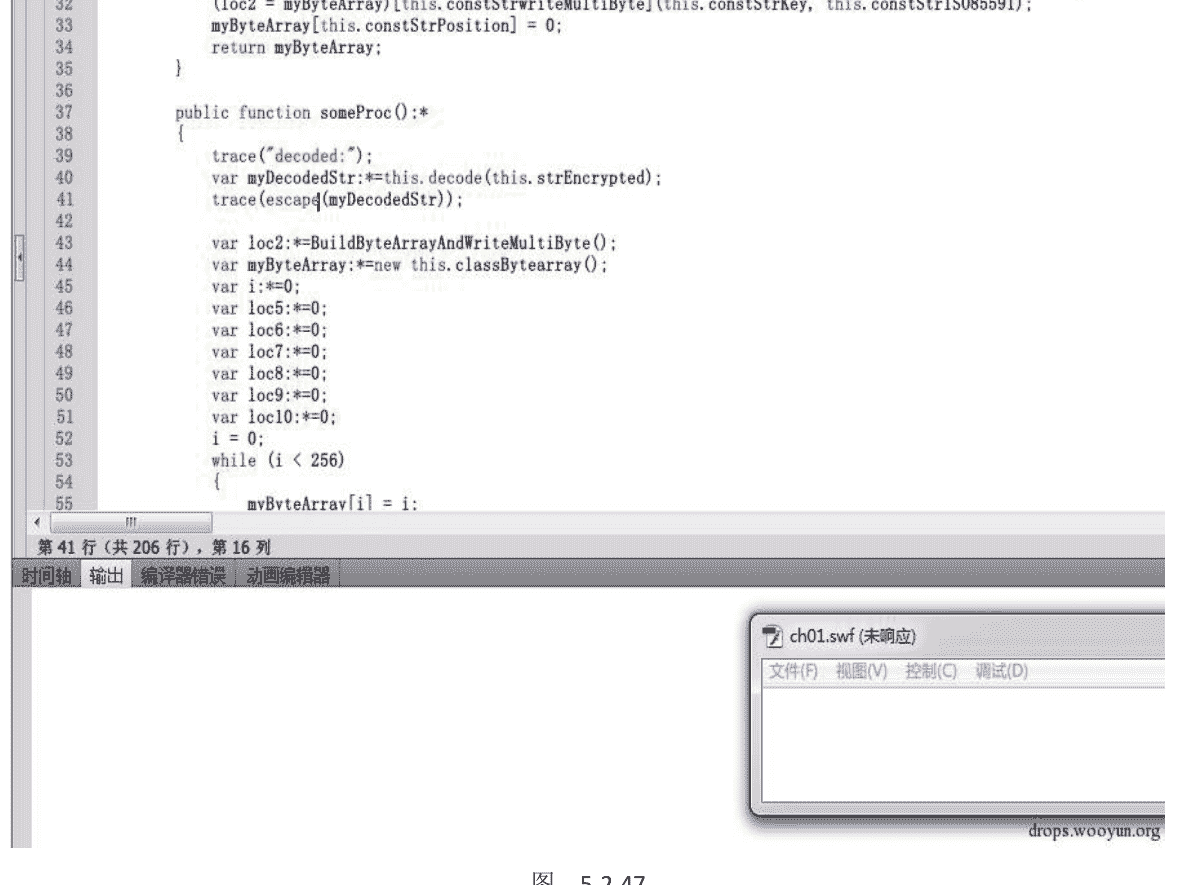 32 (loc2 = myByteArray)[this.constStrWriteMultiByte](this.constStrKey, this.constStrISO85591);
33 myByteArray[this.constStrPosition] = 0;
34 return myByteArray;
35 }
36
37 public function someProc():*
38 {
39 trace("decoded:");
40 var myDecodedStr:*=this.decode(this.strEncrypted);
41 trace(escape(myDecodedStr));
42
43 var loc2:*=BuildByteArrayAndWriteMultiByte();
44 var myByteArray:*=new this.classBytearray();
45 var i:*=0;
46 var loc5:*=0;
47 var loc6:*=0;
48 var loc7:*=0;
49 var loc8:*=0;
50 var loc9:*=0;
51 var loc10:*=0;
52 i = 0;
53 while (i < 256)
54 {
55 myByteArray[i] = i;
第 41 行（共 206 行），第 16 列
时间轴 输出 编译器错误 动画编辑器
ch01.swf (未响应)
文件(F) 视图(V) 控制(C) 调试(D)
drops.wooyun.org
图 5.2.47